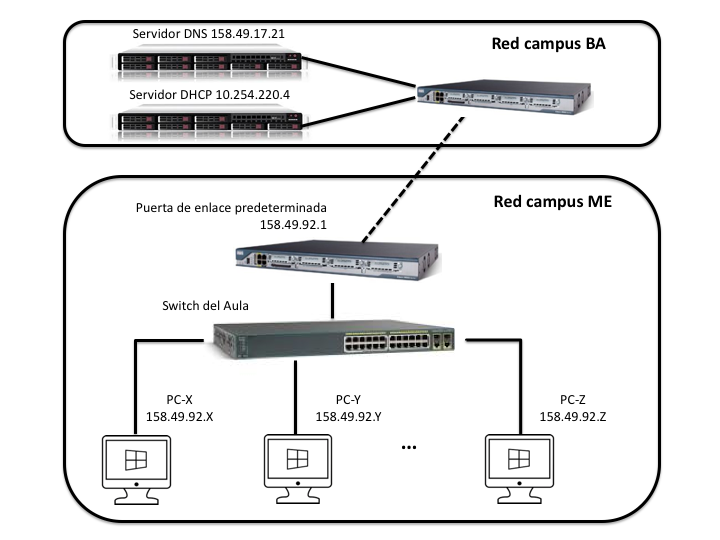 Servidor DNS 158.49.17.21
Red campus BA
Servidor DHCP 10.254.220.4
Red campus ME
Puerta de enlace predeterminada
158.49.92.1
Switch del Aula
PC-X
158.49.92.X
PC-Y
158.49.92.Y
...
PC-Z
158.49.92.Z